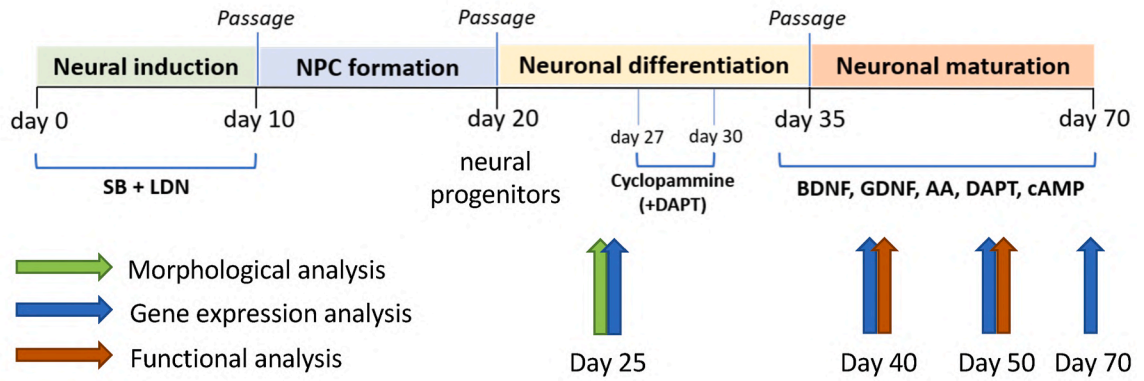 Passage Passage Passage
Neural induction NPC formation Neuronal differentiation Neuronal maturation
day 0 day 10 day 20 day 27 day 30 day 35 day 70
SB + LDN
neural
progenitors
Cyclopammine
(+DAPT)
BDNF, GDNF, AA, DAPT, cAMP
Morphological analysis
Gene expression analysis
Functional analysis
Day 25 Day 40 Day 50 Day 70